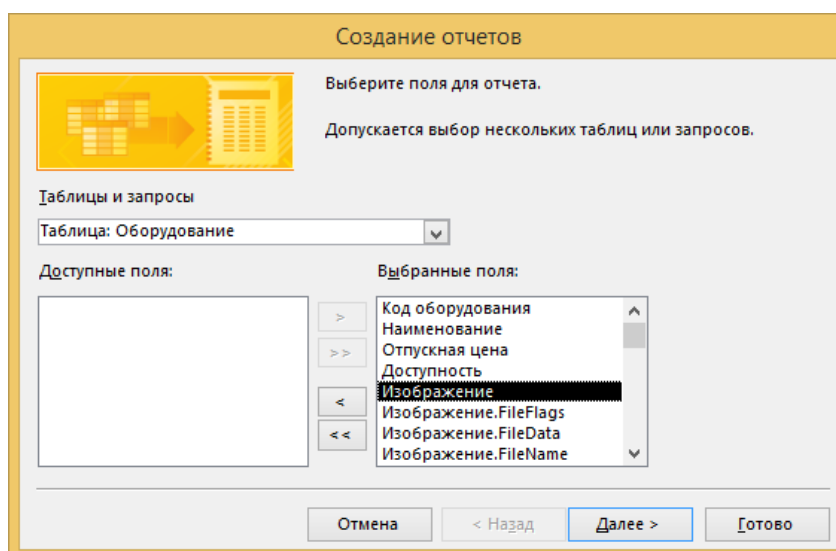 Создание отчетов
Выберите поля для отчета.
Допускается выбор нескольких таблиц или запросов.
Таблицы и запросы
Таблица: Оборудование
Доступные поля:
Выбранные поля:
Код оборудования
Наименование
Отпускная цена
Доступность
Изображение
Изображение.FileFlags
Изображение.FileData
Изображение.FileName
>
>>
<
<<
Отмена
< Назад
Далее >
Готово